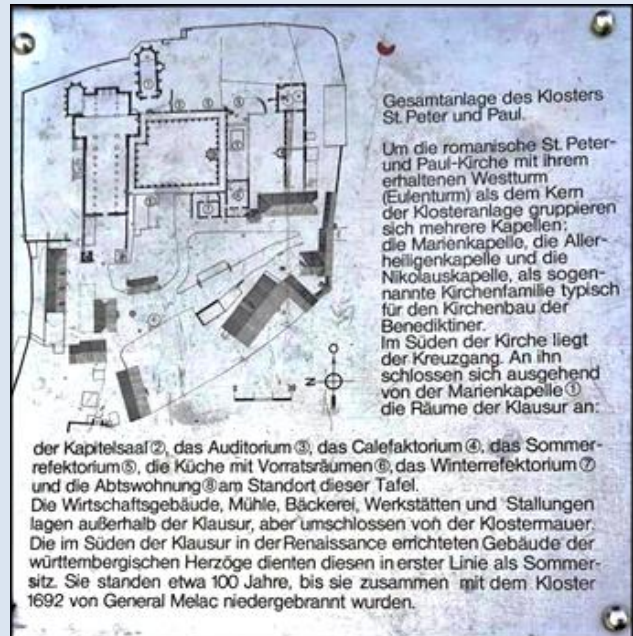 Gesamtanlage des Klosters
St. Peter und Paul.
Um die romanische St. Peter-
und Paul-Kirche mit ihrem
erhaltenen Westturm
(Eulenturm) als dem Kern
der Klosteranlage gruppieren
sich mehrere Kapellen:
die Marienkapelle, die Aller-
heiligenkapelle und die
Nikolauskapelle, als sogen-
nannte Kirchenfamilie typisch
für den Kirchenbau der
Benediktiner.
Im Süden der Kirche liegt
der Kreuzgang. An ihn
schlossen sich ausgehend
von der Marienkapelle ①
die Räume der Klausur an:
der Kapitelsaal ②, das Auditorium ③, das Calefaktorium ④, das Sommer-
refektorium ⑤, die Küche mit Vorratsräumen ⑥, das Winterrefektorium ⑦
und die Abtswohnung ⑧ am Standort dieser Tafel.
Die Wirtschaftsgebäude, Mühle, Bäckerei, Werkstätten und Stallungen
lagen außerhalb der Klausur, aber umschlossen von der Klostermauer.
Die im Süden der Klausur in der Renaissance errichteten Gebäude der
württembergischen Herzöge dienten diesen in erster Linie als Sommer-
sitz. Sie standen etwa 100 Jahre, bis sie zusammen mit dem Kloster
1692 von General Melac niedergebrannt wurden.